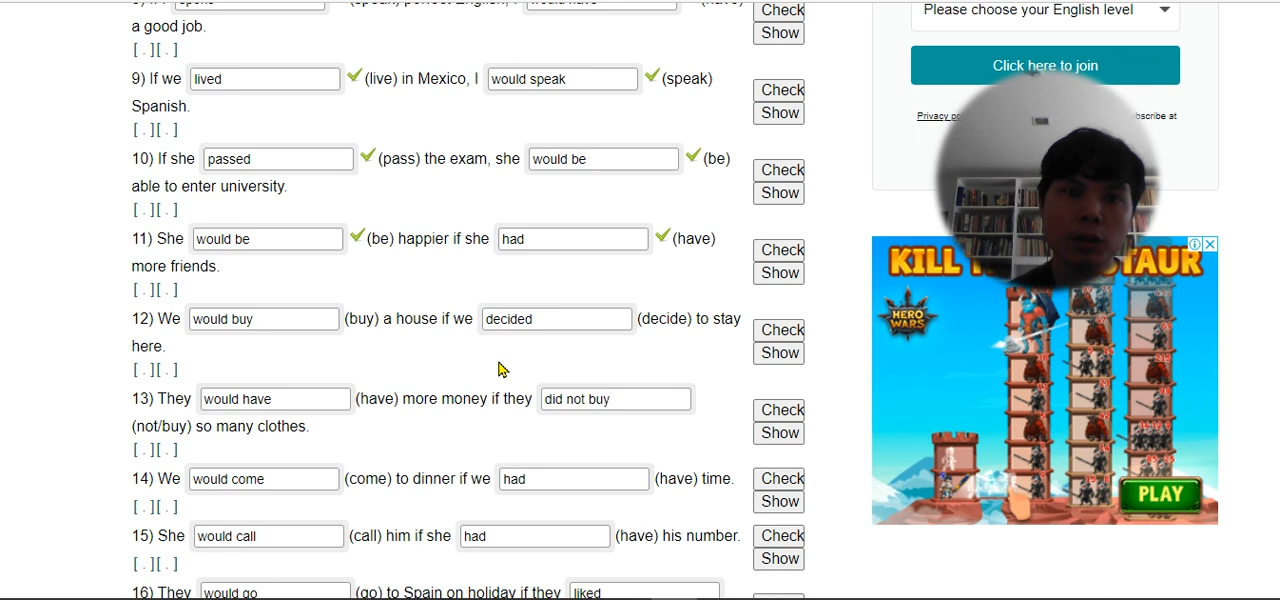 a good job.
[ . ][ . ]
Check
Show
9) If we lived (live) in Mexico, I would speak (speak)
Spanish.
[ . ][ . ]
Check
Show
10) If she passed (pass) the exam, she would be (be)
able to enter university.
[ . ][ . ]
Check
Show
11) She would be (be) happier if she had (have)
more friends.
[ . ][ . ]
Check
Show
12) We would buy (buy) a house if we decided (decide) to stay
here.
[ . ][ . ]
Check
Show
13) They would have (have) more money if they did not buy
(not/buy) so many clothes.
[ . ][ . ]
Check
Show
14) We would come (come) to dinner if we had (have) time.
[ . ][ . ]
Check
Show
15) She would call (call) him if she had (have) his number.
[ . ][ . ]
Check
Show
16) They would go (go) to Spain on holiday if they liked
Please choose your English level
Click here to join
Privacy
KILL
HERO
WARS
PLAY